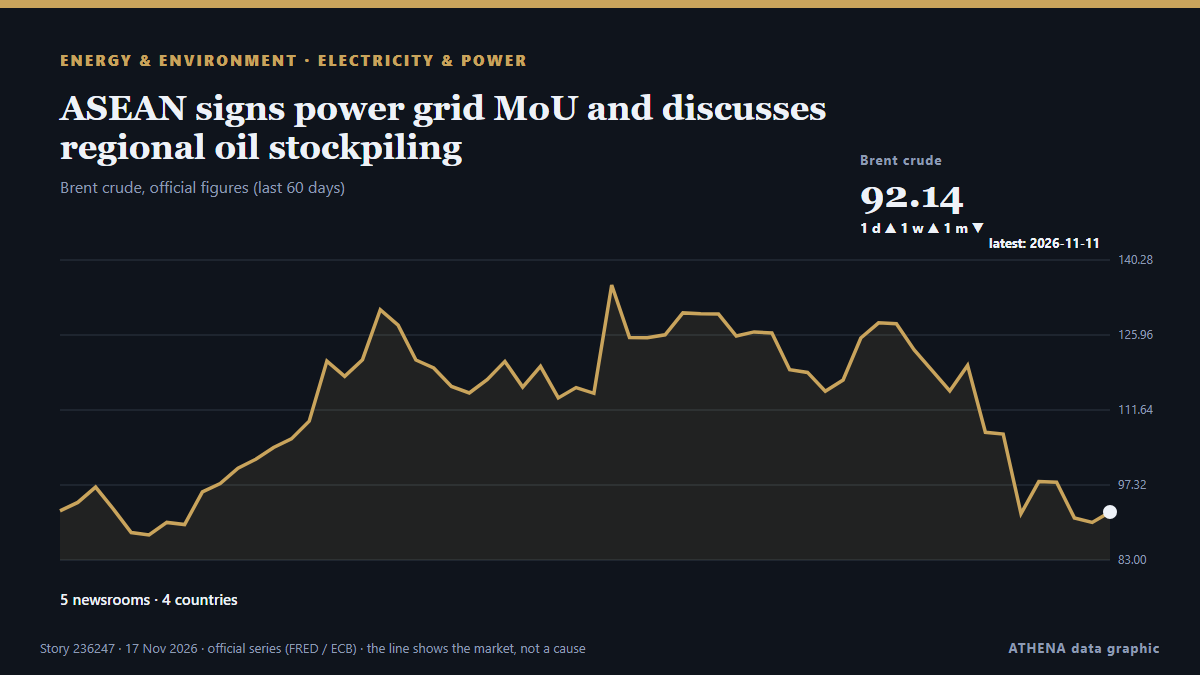 ENERGY & ENVIRONMENT · ELECTRICITY & POWER
ASEAN signs power grid MoU and discusses
regional oil stockpiling
Brent crude, official figures (last 60 days)
Brent crude
92.14
1 d ▲ 1 w ▲ 1 m ▼
latest: 2026-11-11
140.28
125.96
111.64
97.32
83.00
5 newsrooms · 4 countries
Story 236247 · 17 Nov 2026 · official series (FRED / ECB) · the line shows the market, not a cause
ATHENA data graphic